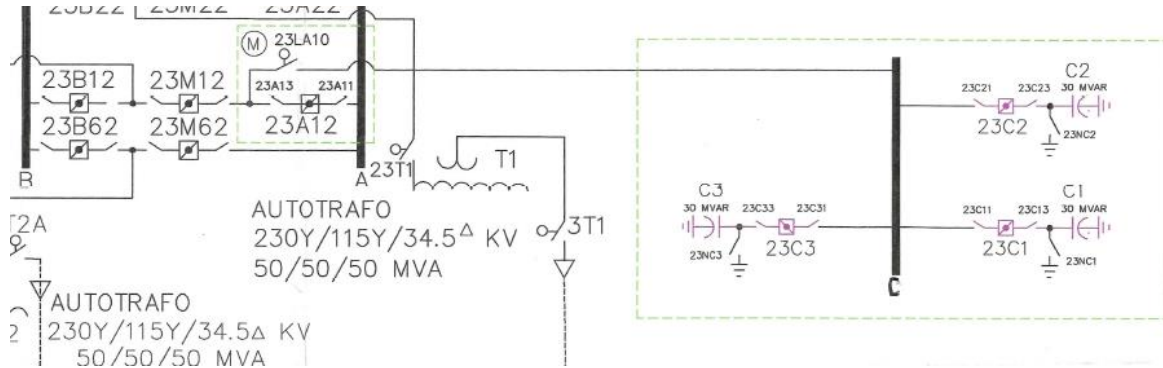 23B22 23M22 23A22
M 23LA10
23B12 23M12 23A13 23A11
23A12
23B62 23M62
B A 23T1 T1
AUTOTRAFO
230Y/115Y/34.5Δ KV
50/50/50 MVA
3T1
T2A
AUTOTRAFO
230Y/115Y/34.5Δ KV
50/50/50 MVA
2
C2
30 MVAR
23C21 23C23
23C2
23NC2
C3
30 MVAR
23C33 23C31
23C3
23NC3
C1
30 MVAR
23C11 23C13
23C1
23NC1
C